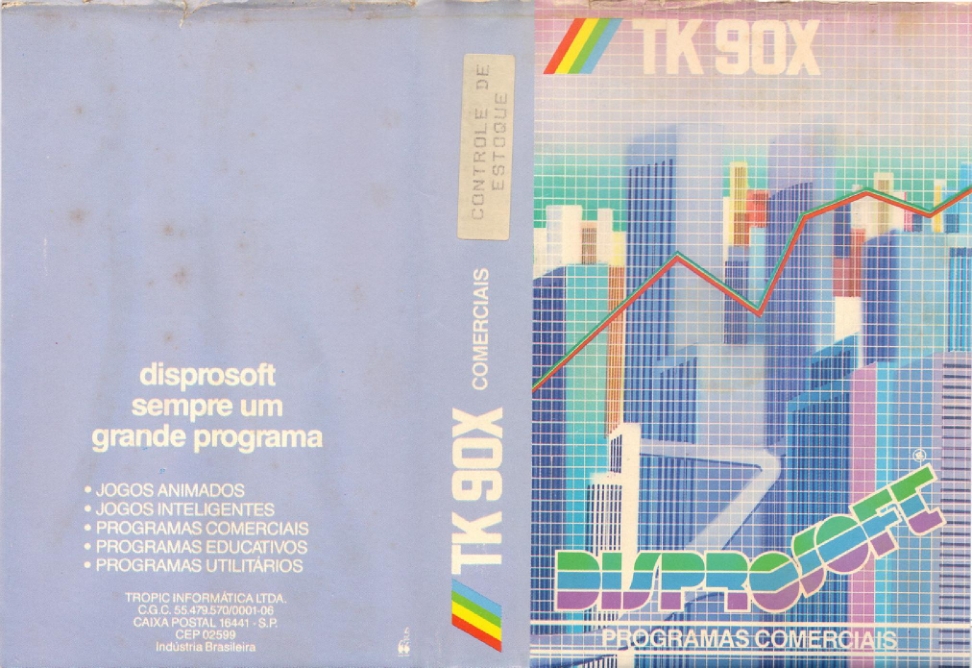 disprosoft
sempre um
grande programa
• JOGOS ANIMADOS
• JOGOS INTELIGENTES
• PROGRAMAS COMERCIAIS
• PROGRAMAS EDUCATIVOS
• PROGRAMAS UTILITÁRIOS
TROPIC INFORMÁTICA LTDA.
C.G.C. 55.479.570/0001-06
CAIXA POSTAL 16441 - S.P.
CEP 02599
Indústria Brasileira
CONTROLE DE
ESTOQUE
TK 90X COMERCIAIS
TK 90X
DISPROSOFT
PROGRAMAS COMERCIAIS